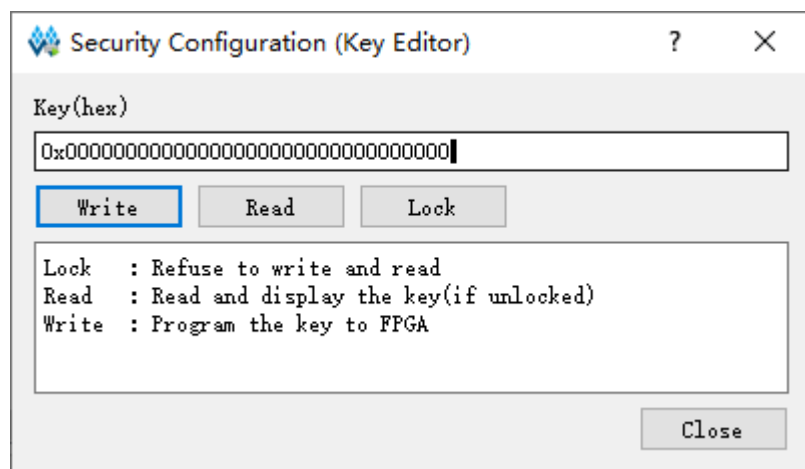 Security Configuration (Key Editor) ?
Key(hex)
0x00000000000000000000000000000000
Write Read Lock
Lock : Refuse to write and read
Read : Read and display the key(if unlocked)
Write : Program the key to FPGA
Close